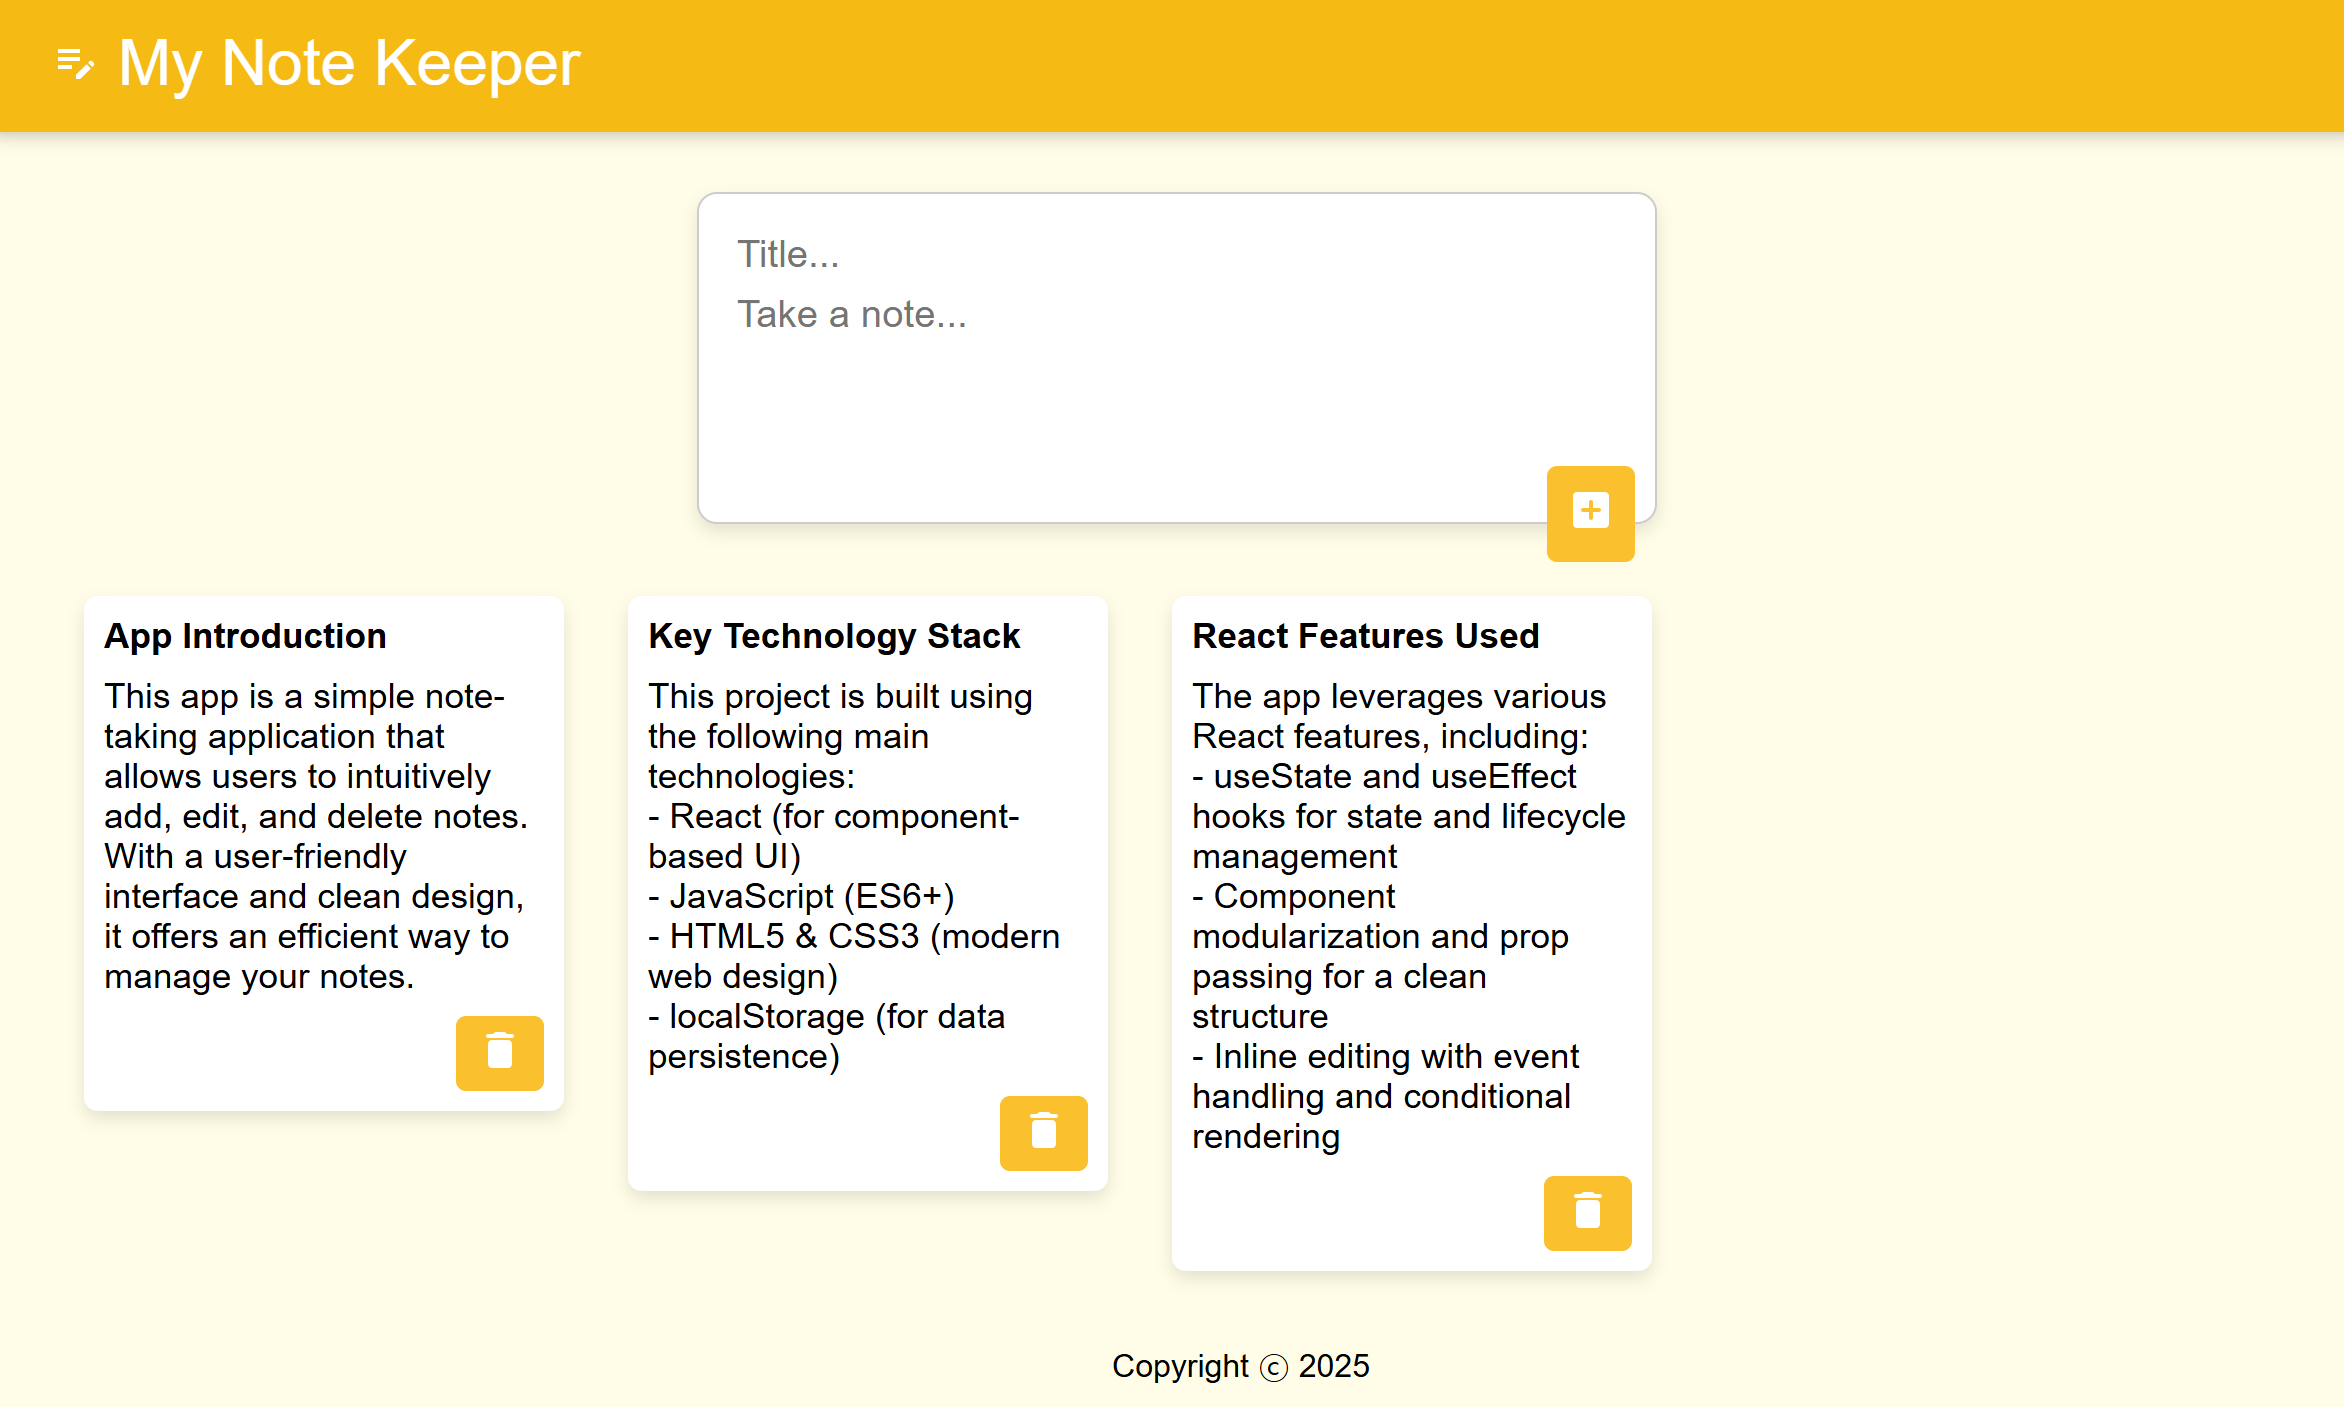 My Note Keeper
Title...
Take a note...
App Introduction
This app is a simple note-
taking application that
allows users to intuitively
add, edit, and delete notes.
With a user-friendly
interface and clean design,
it offers an efficient way to
manage your notes.
Key Technology Stack
This project is built using
the following main
technologies:
- React (for component-
based UI)
- JavaScript (ES6+)
- HTML5 & CSS3 (modern
web design)
- localStorage (for data
persistence)
React Features Used
The app leverages various
React features, including:
- useState and useEffect
hooks for state and lifecycle
management
- Component
modularization and prop
passing for a clean
structure
- Inline editing with event
handling and conditional
rendering
Copyright ⓒ 2025